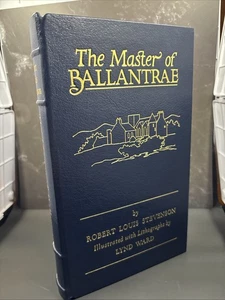 The Master of
BALLANTRAE
by
ROBERT LOUIS STEVENSON
Illustrated with Lithographs by
LYND WARD